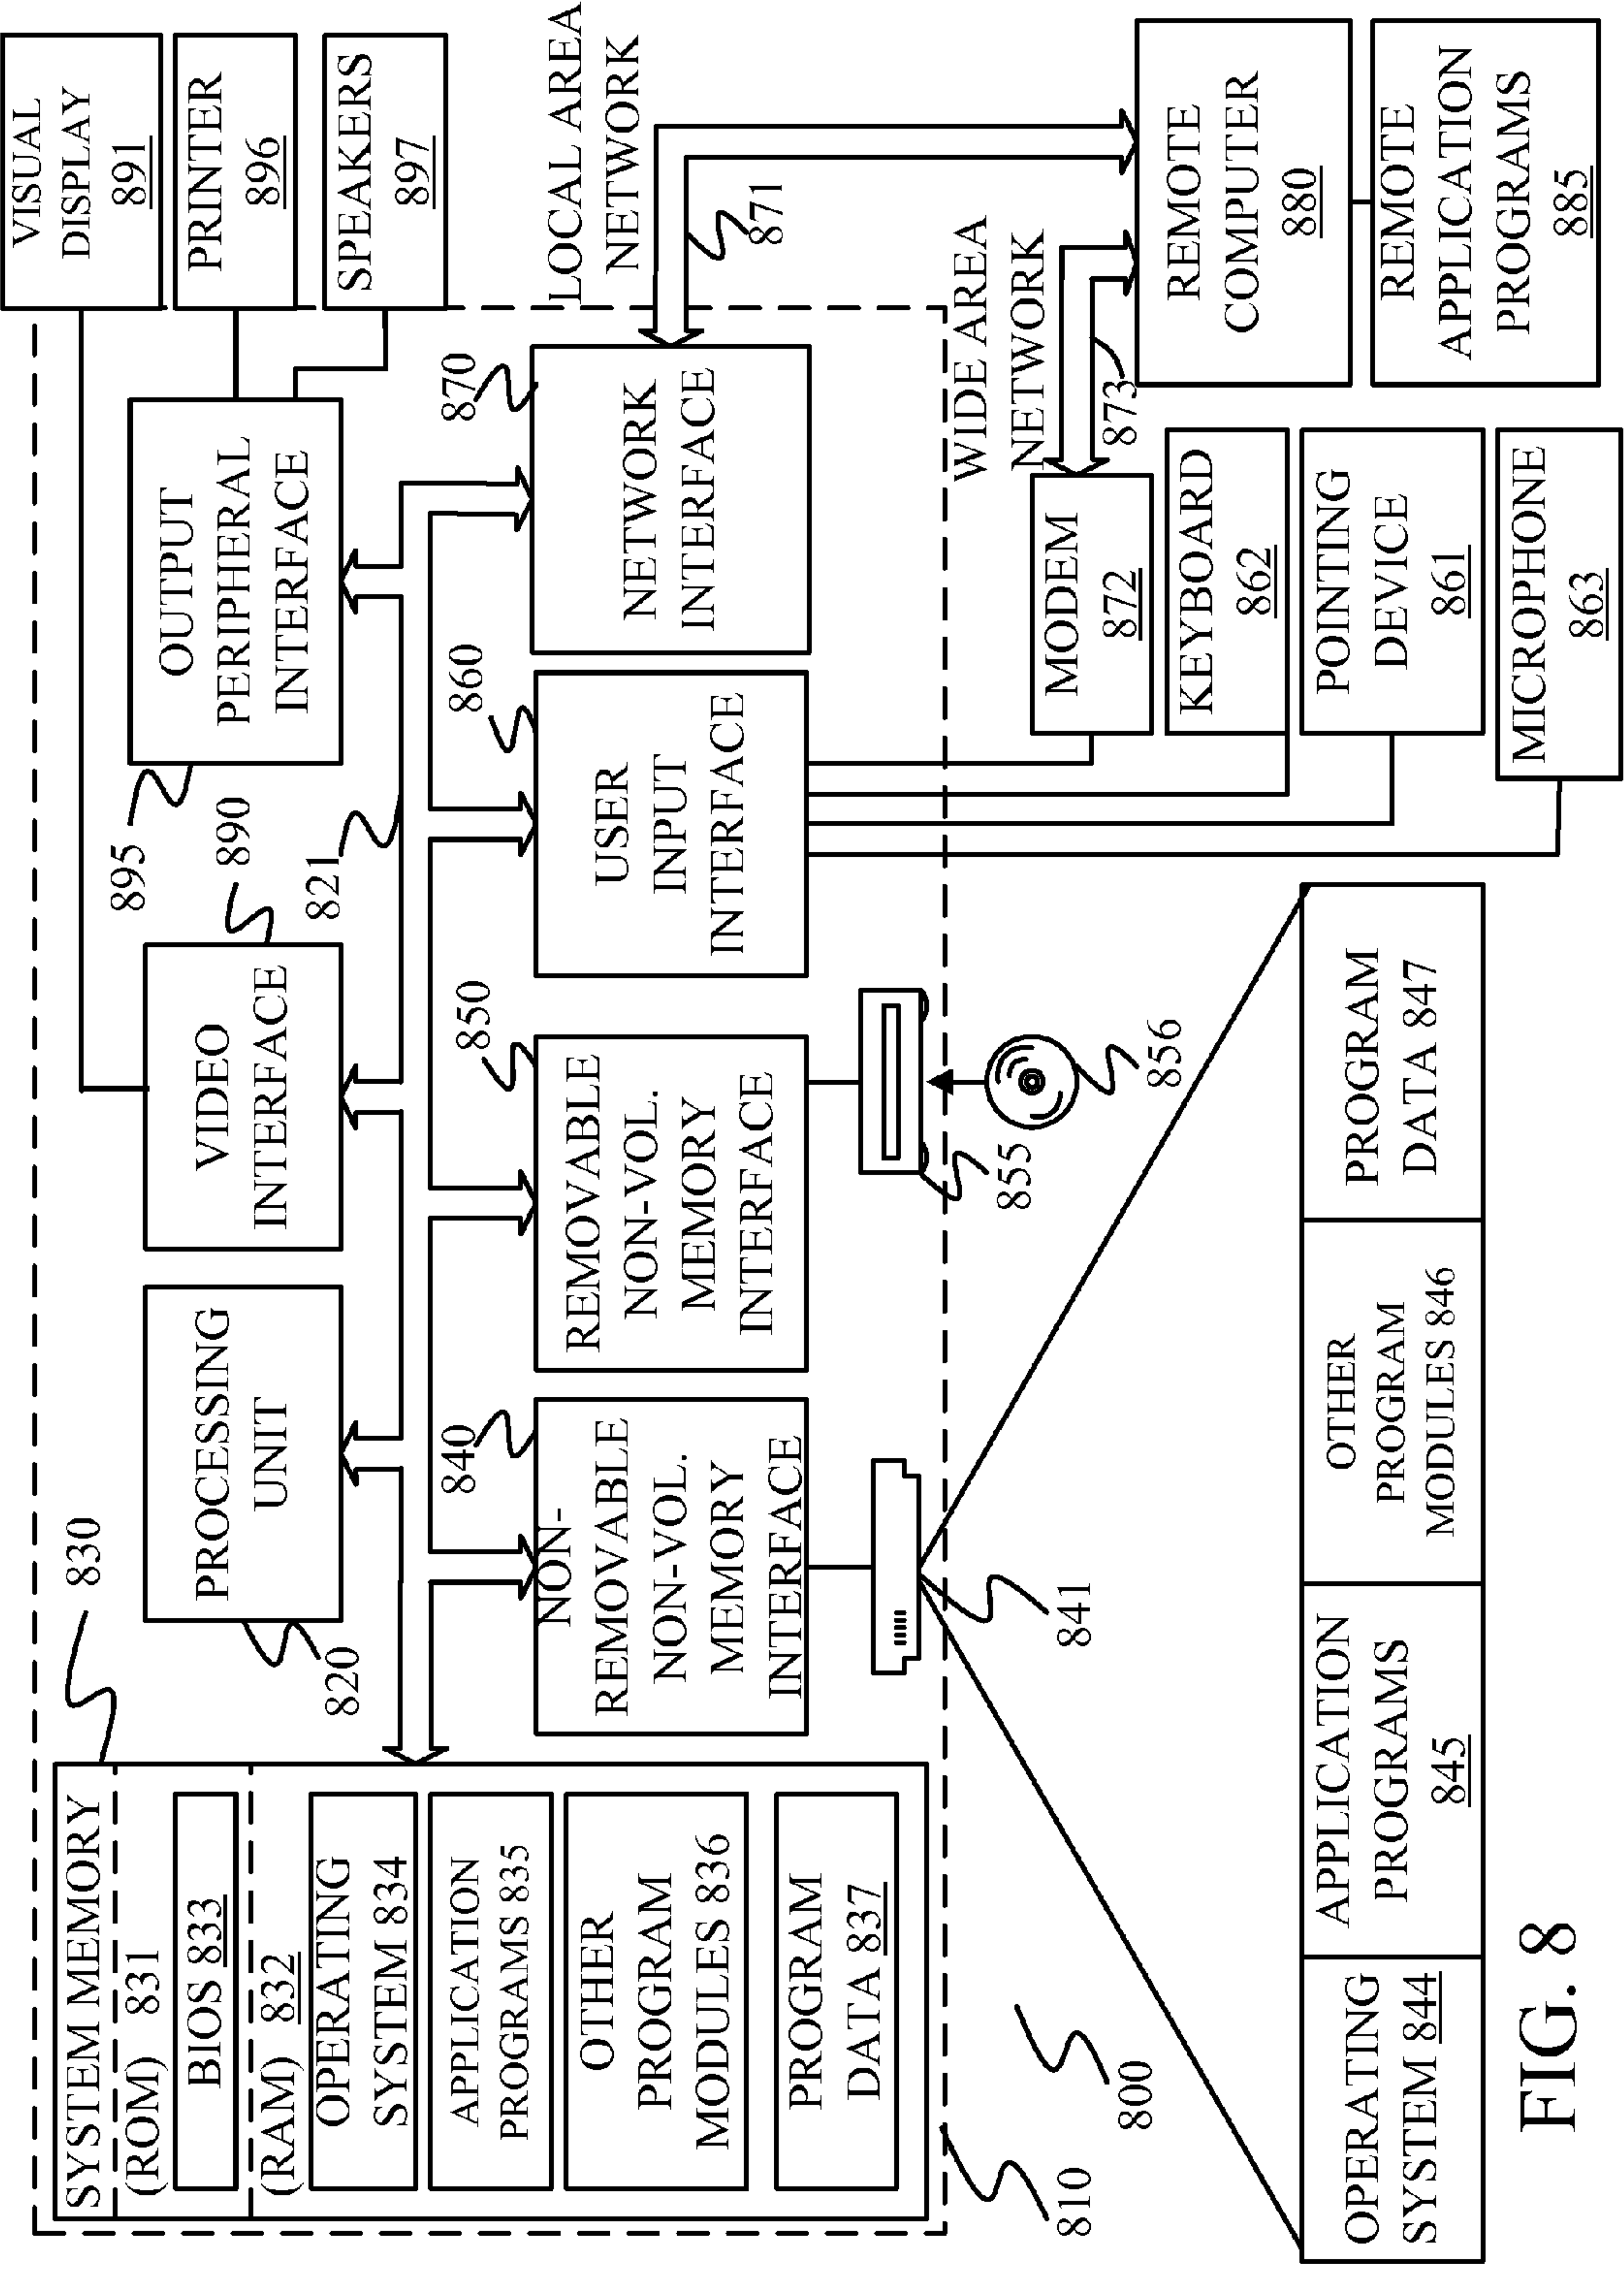 SYSTEM MEMORY
(ROM) 831
BIOS 833
(RAM) 832
OPERATING
SYSTEM 834
APPLICATION
PROGRAMS 835
OTHER
PROGRAM
MODULES 836
PROGRAM
DATA 837
830
820
PROCESSING
UNIT
VIDEO
INTERFACE
890
821
895
OUTPUT
PERIPHERAL
INTERFACE
VISUAL
DISPLAY
891
PRINTER
896
SPEAKERS
897
840
NON-
REMOVABLE
NON-VOL.
MEMORY
INTERFACE
850
REMOVABLE
NON-VOL.
MEMORY
INTERFACE
860
USER
INPUT
INTERFACE
870
NETWORK
INTERFACE
LOCAL AREA
NETWORK
871
810
800
841
855
856
WIDE AREA
NETWORK
873
MODEM
872
KEYBOARD
862
POINTING
DEVICE
861
MICROPHONE
863
REMOTE
COMPUTER
880
REMOTE
APPLICATION
PROGRAMS
885
OPERATING
SYSTEM 844
APPLICATION
PROGRAMS
845
OTHER
PROGRAM
MODULES 846
PROGRAM
DATA 847
FIG. 8